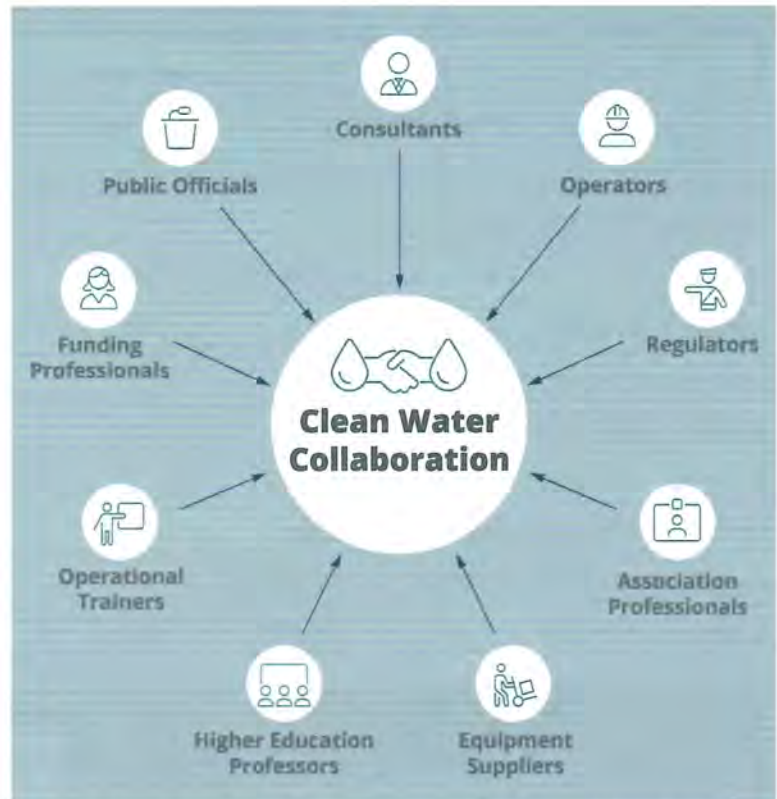 Consultants
Public Officials
Operators
Funding
Professionals
Regulators
Clean Water
Collaboration
Operational
Trainers
Association
Professionals
Higher Education
Professors
Equipment
Suppliers